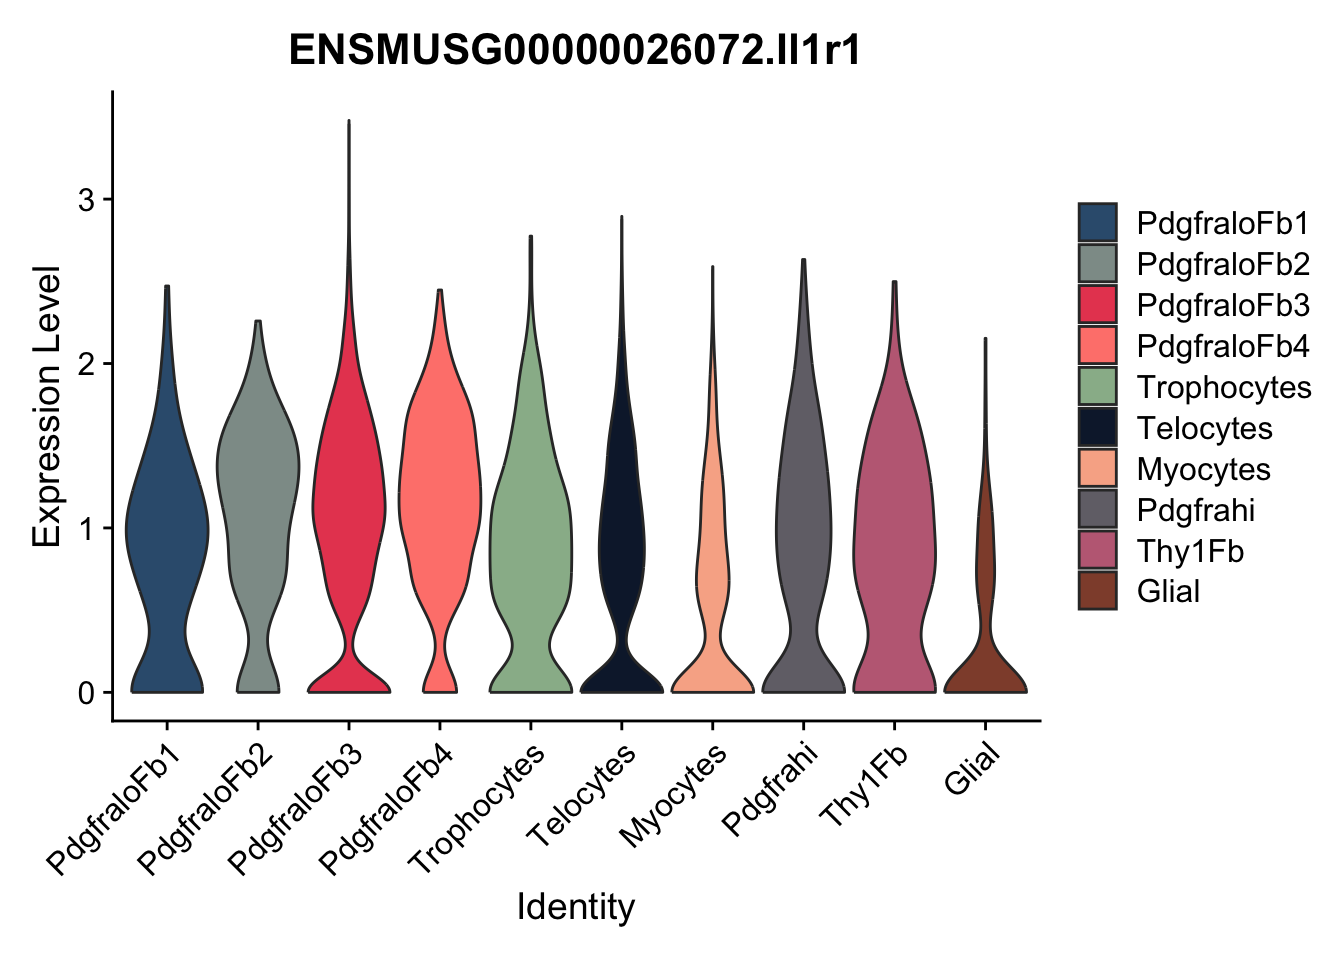 ENSMUSG00000026072.Il1r1
Expression Level
3
2
1
0
PdgfraloFb1
PdgfraloFb2
PdgfraloFb3
PdgfraloFb4
Trophocytes
Telocytes
Myocytes
Pdgfrahi
Thy1Fb
Glial
Identity
PdgfraloFb1
PdgfraloFb2
PdgfraloFb3
PdgfraloFb4
Trophocytes
Telocytes
Myocytes
Pdgfrahi
Thy1Fb
Glial